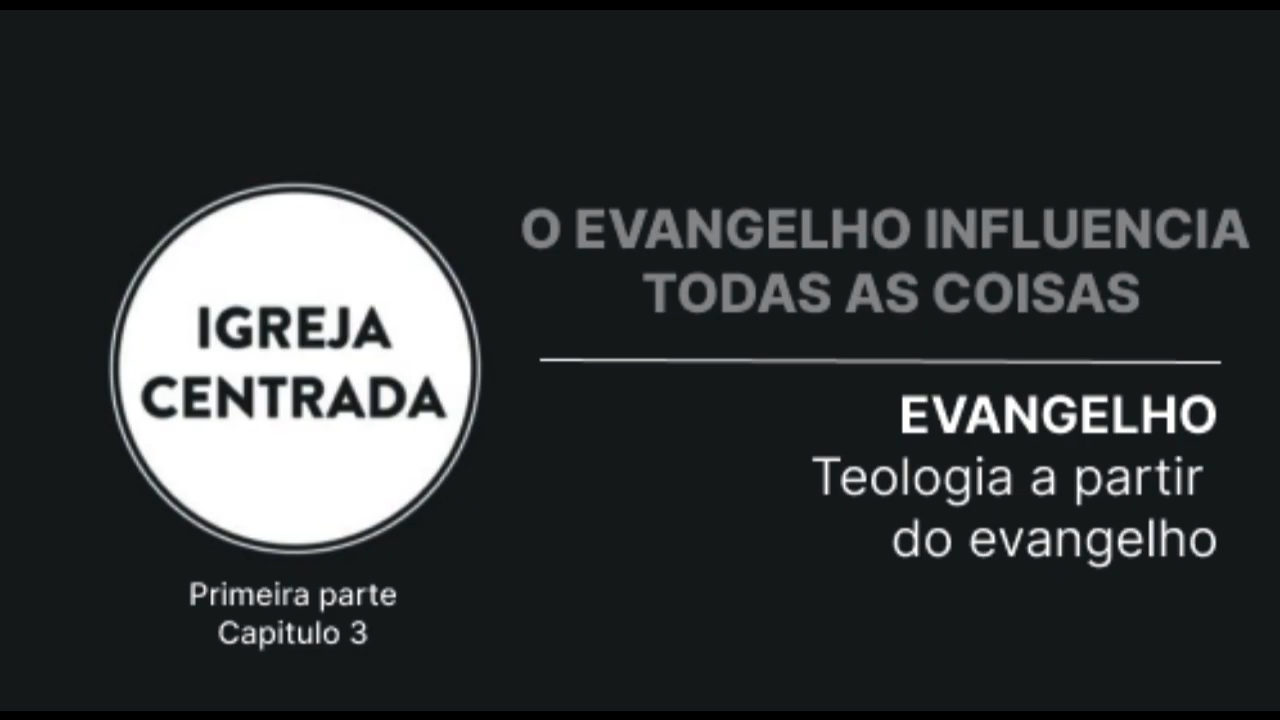 IGREJA
CENTRADA
Primeira parte
Capitulo 3
O EVANGELHO INFLUENCIA
TODAS AS COISAS
EVANGELHO
Teologia a partir
do evangelho